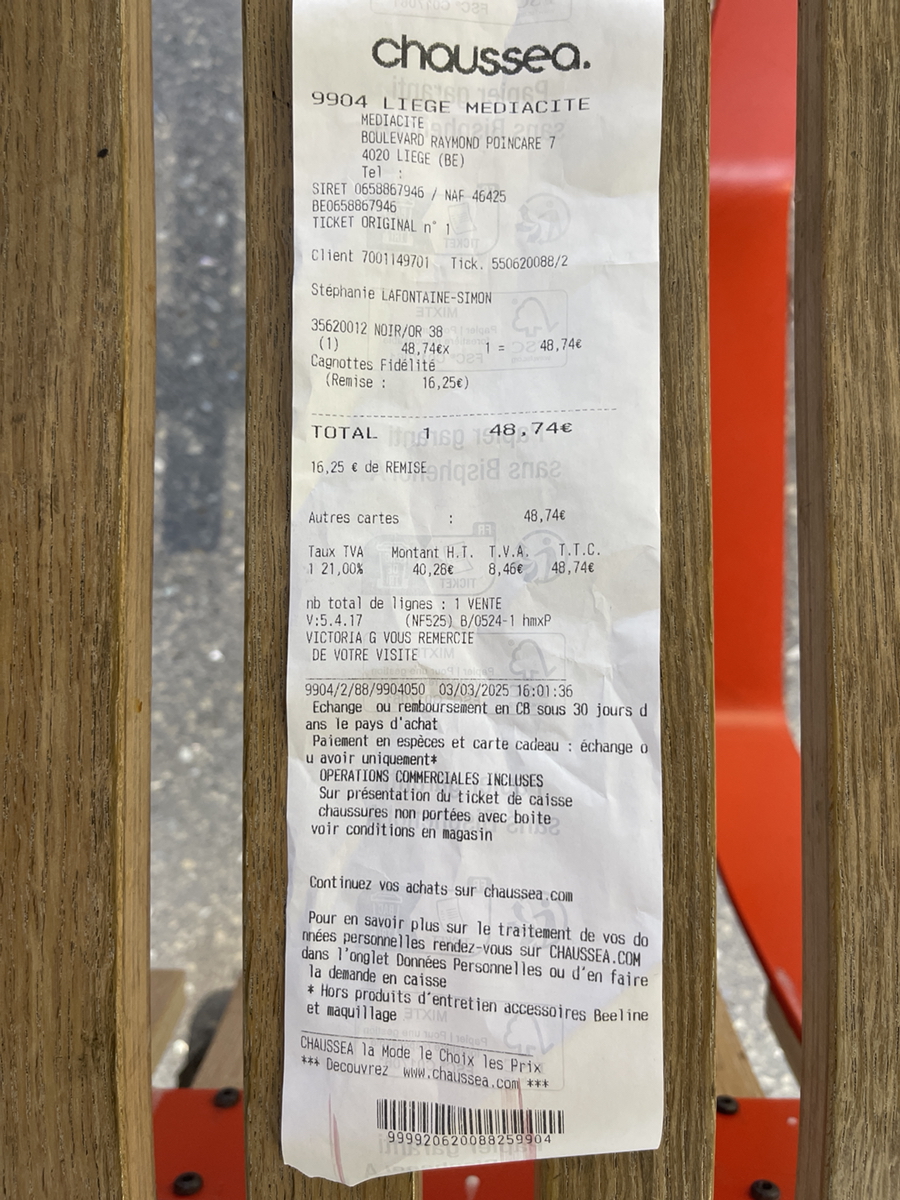 chaussea.
9904 LIEGE MEDIACITE
MEDIACITE
BOULEVARD RAYMOND POINCARE 7
4020 LIEGE (BE)
Tel :
SIRET 0658867946 / NAF 46425
BE0658867946
TICKET ORIGINAL n° 1
Client 7001149701 Tick. 550620088/2
Stéphanie LAFONTAINE-SIMON
35620012 NOIR/OR 38
(1) 48,74€x 1 = 48,74€
Cagnottes Fidélité
(Remise : 16,25€)
TOTAL 1 48,74€
16,25 € de REMISE
Autres cartes : 48,74€
Taux TVA Montant H.T. T.V.A. T.T.C.
1 21,00% 40,28€ 8,46€ 48,74€
nb total de lignes : 1 VENTE
V:5.4.17 (NF525) B/0524-1 hmxP
VICTORIA G VOUS REMERCIE
DE VOTRE VISITE
9904/2/88/9904050 03/03/2025 16:01:36
Echange ou remboursement en CB sous 30 jours d
ans le pays d'achat
Paiement en espèces et carte cadeau : échange o
u avoir uniquement*
OPERATIONS COMMERCIALES INCLUSES
Sur présentation du ticket de caisse
chaussures non portées avec boite
voir conditions en magasin
Continuez vos achats sur chaussea.com
Pour en savoir plus sur le traitement de vos do
nnées personnelles rendez-vous sur CHAUSSEA.COM
dans l'onglet Données Personnelles ou d'en faire
la demande en caisse
* Hors produits d'entretien accessoires Beeline
et maquillage
CHAUSSEA la Mode le Choix les Prix
*** Decouvrez www.chaussea.com ***
999920620088259904